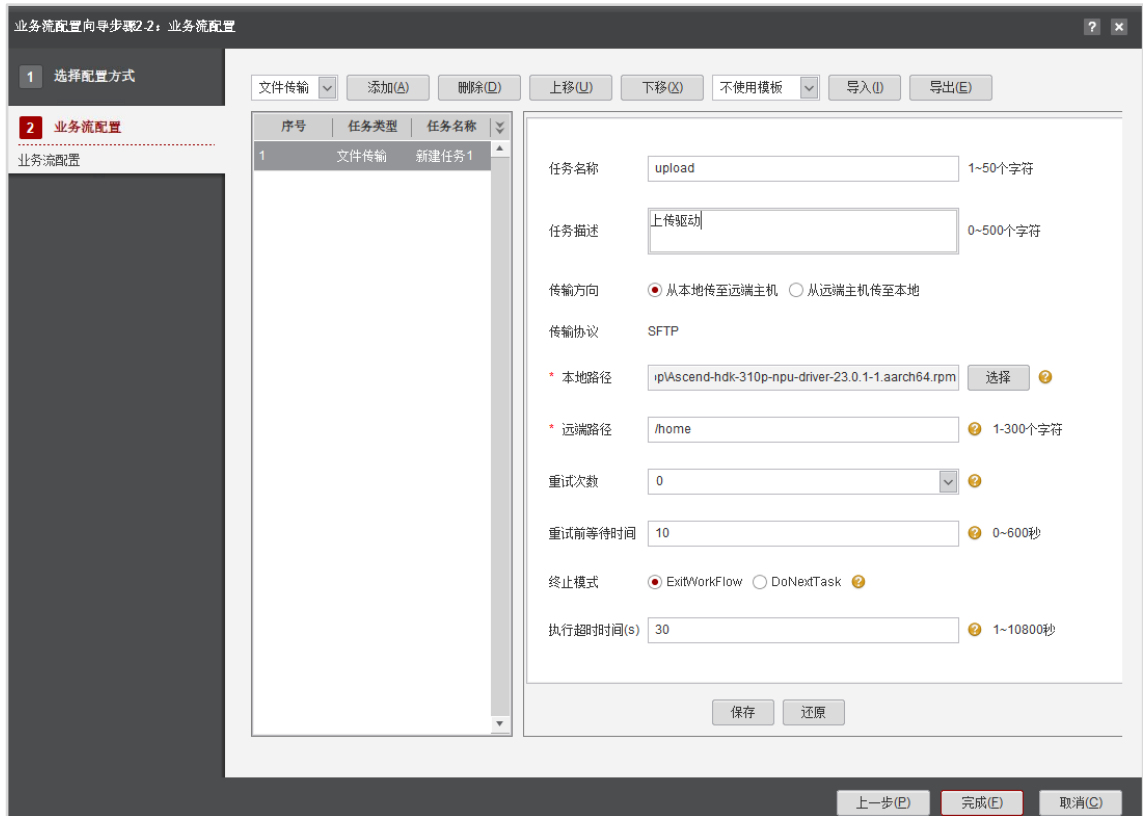 业务流配置向导步骤2-2：业务流配置 ? ×
1 选择配置方式
2 业务流配置
业务流配置
文件传输 添加(A) 删除(D) 上移(U) 下移(X) 不使用模板 导入(I) 导出(E)
序号 任务类型 任务名称
1 文件传输 新建任务1
任务名称 upload 1~50个字符
任务描述 上传驱动 0~500个字符
传输方向 从本地传至远端主机 从远端主机传至本地
传输协议 SFTP
* 本地路径 p\Ascend-hdk-310p-npu-driver-23.0.1-1.aarch64.rpm 选择 ?
* 远端路径 /home ? 1-300个字符
重试次数 0 ?
重试前等待时间 10 ? 0~600秒
终止模式 ExitWorkFlow DoNextTask ?
执行超时时间(s) 30 ? 1~10800秒
保存 还原
上一步(P) 完成(F) 取消(C)